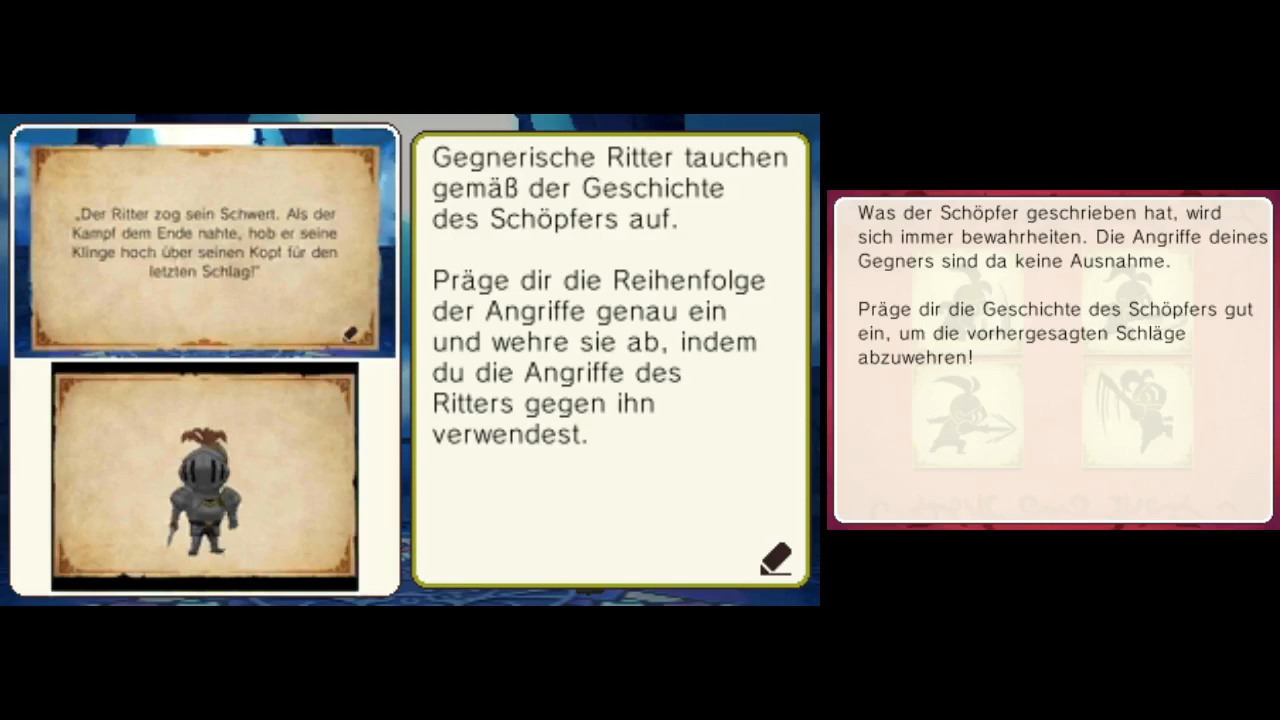 „Der Ritter zog sein Schwert. Als der
Kampf dem Ende nahte, hob er seine
Klinge hoch über seinen Kopf für den
letzten Schlag!“
Gegnerische Ritter tauchen
gemäß der Geschichte
des Schöpfers auf.
Präge dir die Reihenfolge
der Angriffe genau ein
und wehre sie ab, indem
du die Angriffe des
Ritters gegen ihn
verwendest.
Was der Schöpfer geschrieben hat, wird
sich immer bewahrheiten. Die Angriffe deines
Gegners sind da keine Ausnahme.
Präge dir die Geschichte des Schöpfers gut
ein, um die vorhergesagten Schläge
abzuwehren!